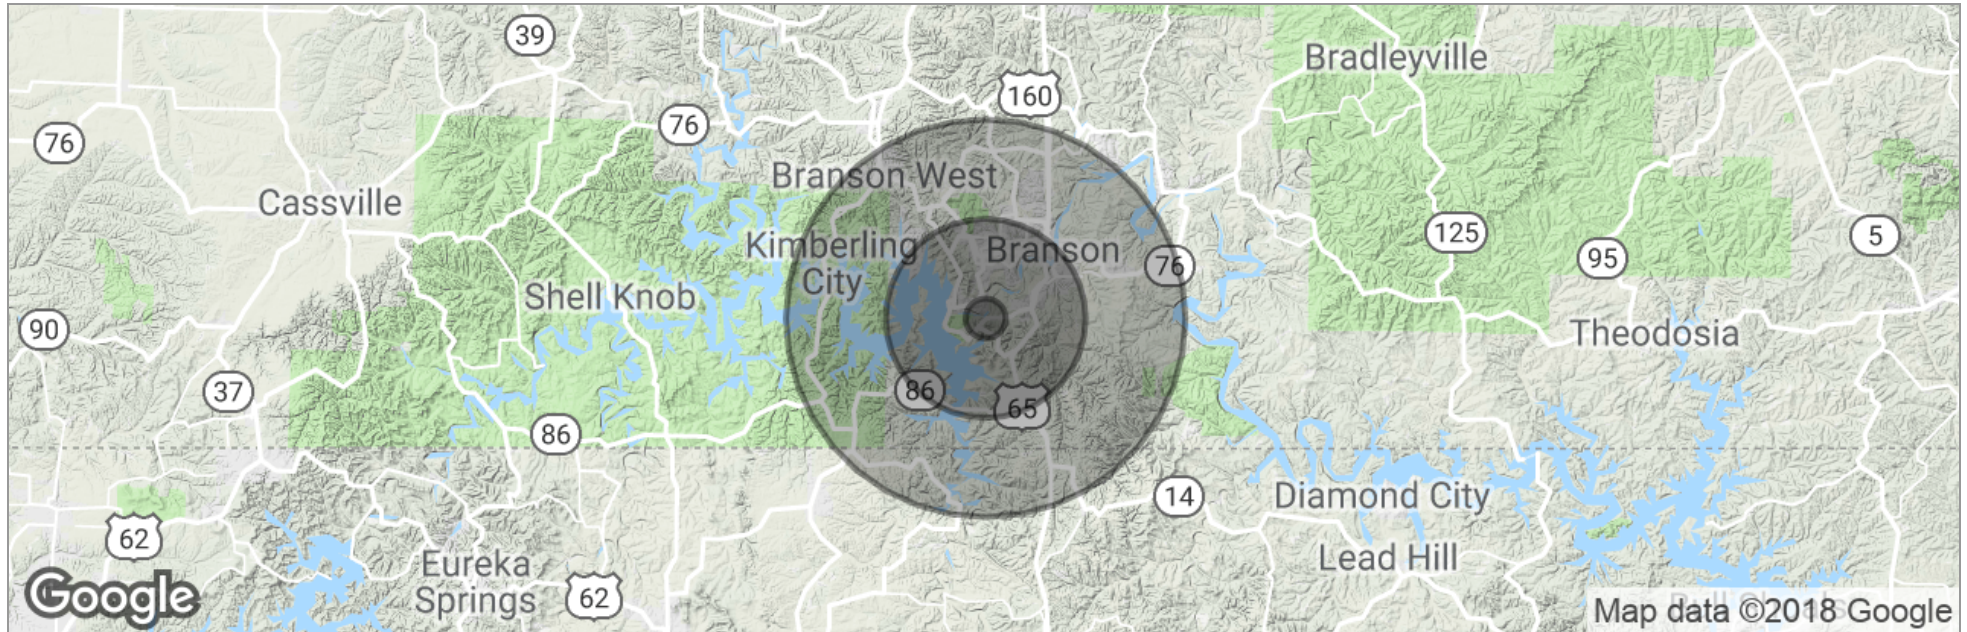 39
Bradleyville
160
76
76
Branson West
Cassville
125
5
Kimberling
City
Branson
76
95
Shell Knob
90
Theodosia
37
86
65
86
14
Diamond City
62
Lead Hill
Eureka
Springs
62
Google
Map data ©2018 Google